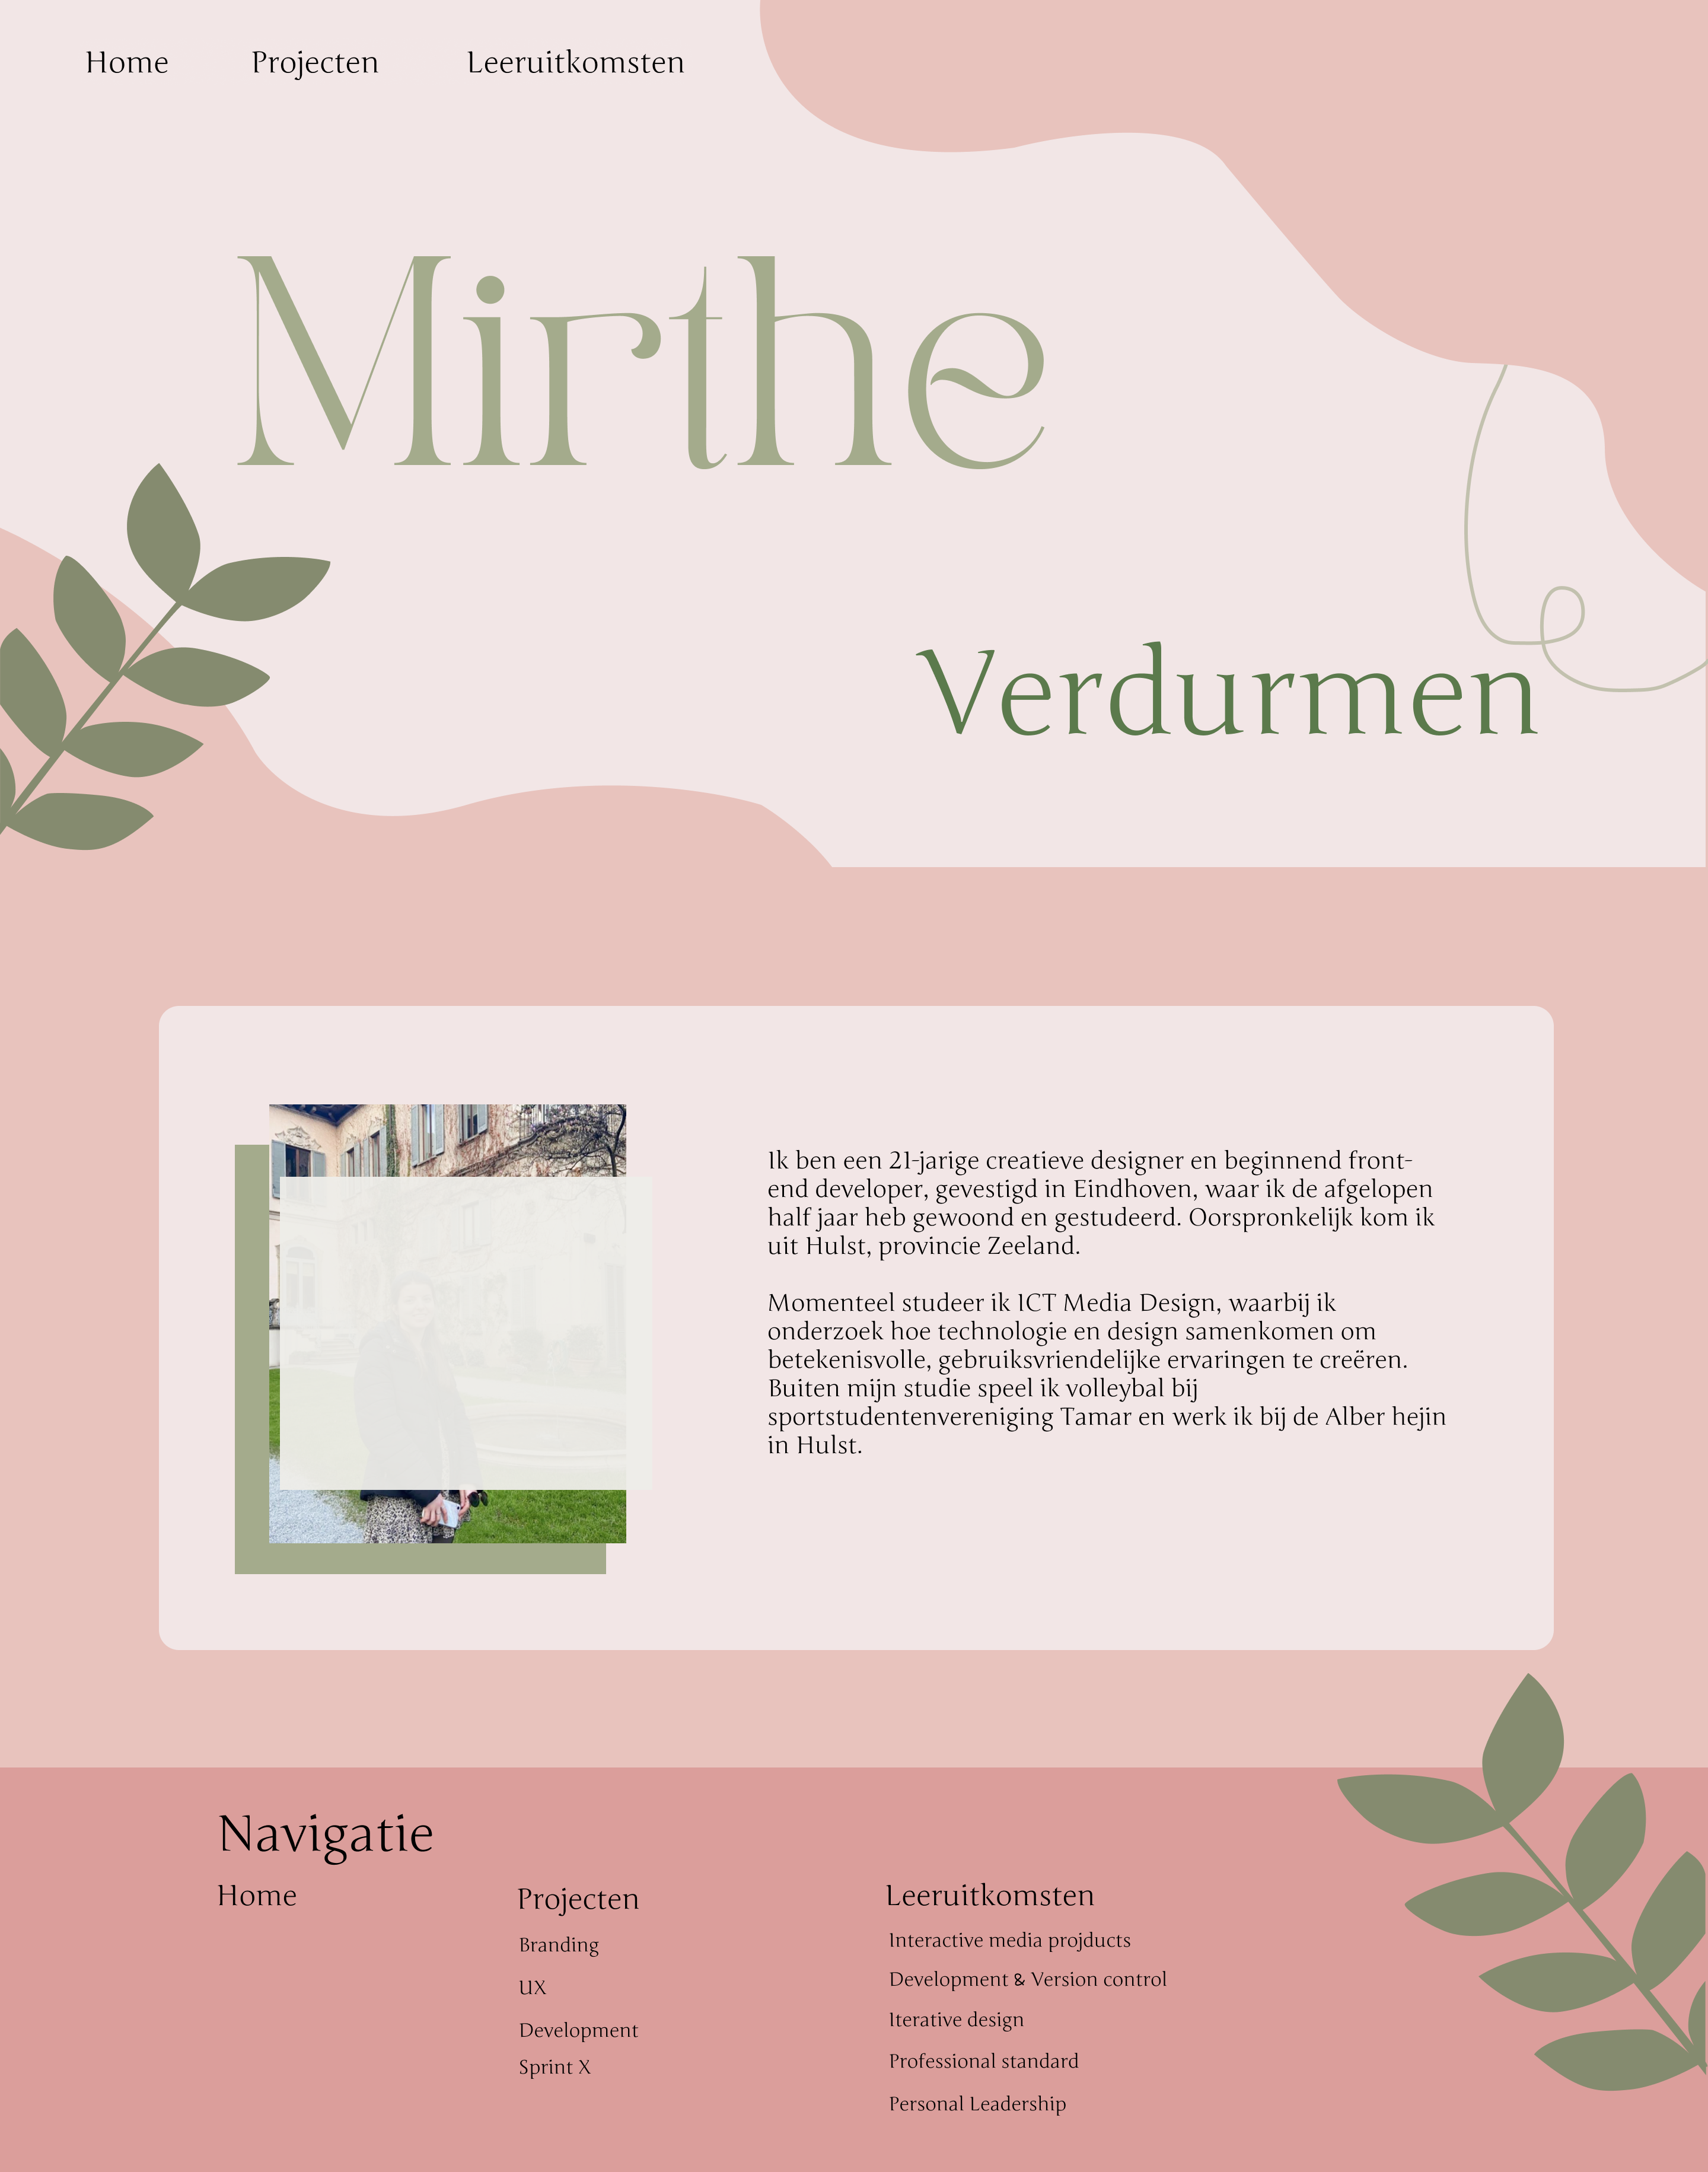 Home Projecten Leeruitkomsten
Mirthe
Verdurmen
Ik ben een 21-jarige creatieve designer en beginnend front-
end developer, gevestigd in Eindhoven, waar ik de afgelopen
half jaar heb gewoond en gestudeerd. Oorspronkelijk kom ik
uit Hulst, provincie Zeeland.
Momenteel studeer ik ICT Media Design, waarbij ik
onderzoek hoe technologie en design samenkomen om
betekenisvolle, gebruiksvriendelijke ervaringen te creëren.
Buiten mijn studie speel ik volleybal bij
sportstudentenvereniging Tamar en werk ik bij de Alber hejin
in Hulst.
Navigatie
Home
Projecten
Branding
UX
Development
Sprint X
Leeruitkomsten
Interactive media projducts
Development & Version control
Iterative design
Professional standard
Personal Leadership